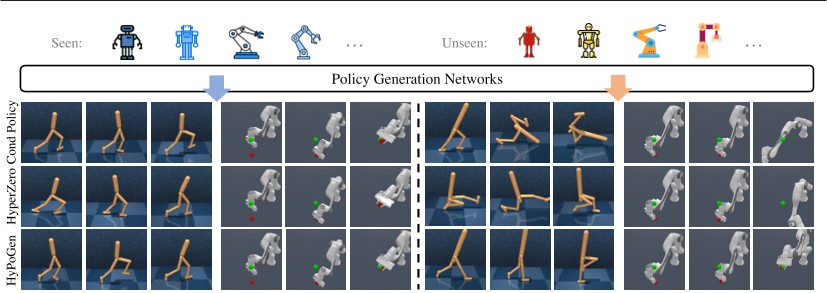 Seen:
...
Unseen:
...
Policy Generation Networks
Cond Policy
HyperZero
HyPoGen